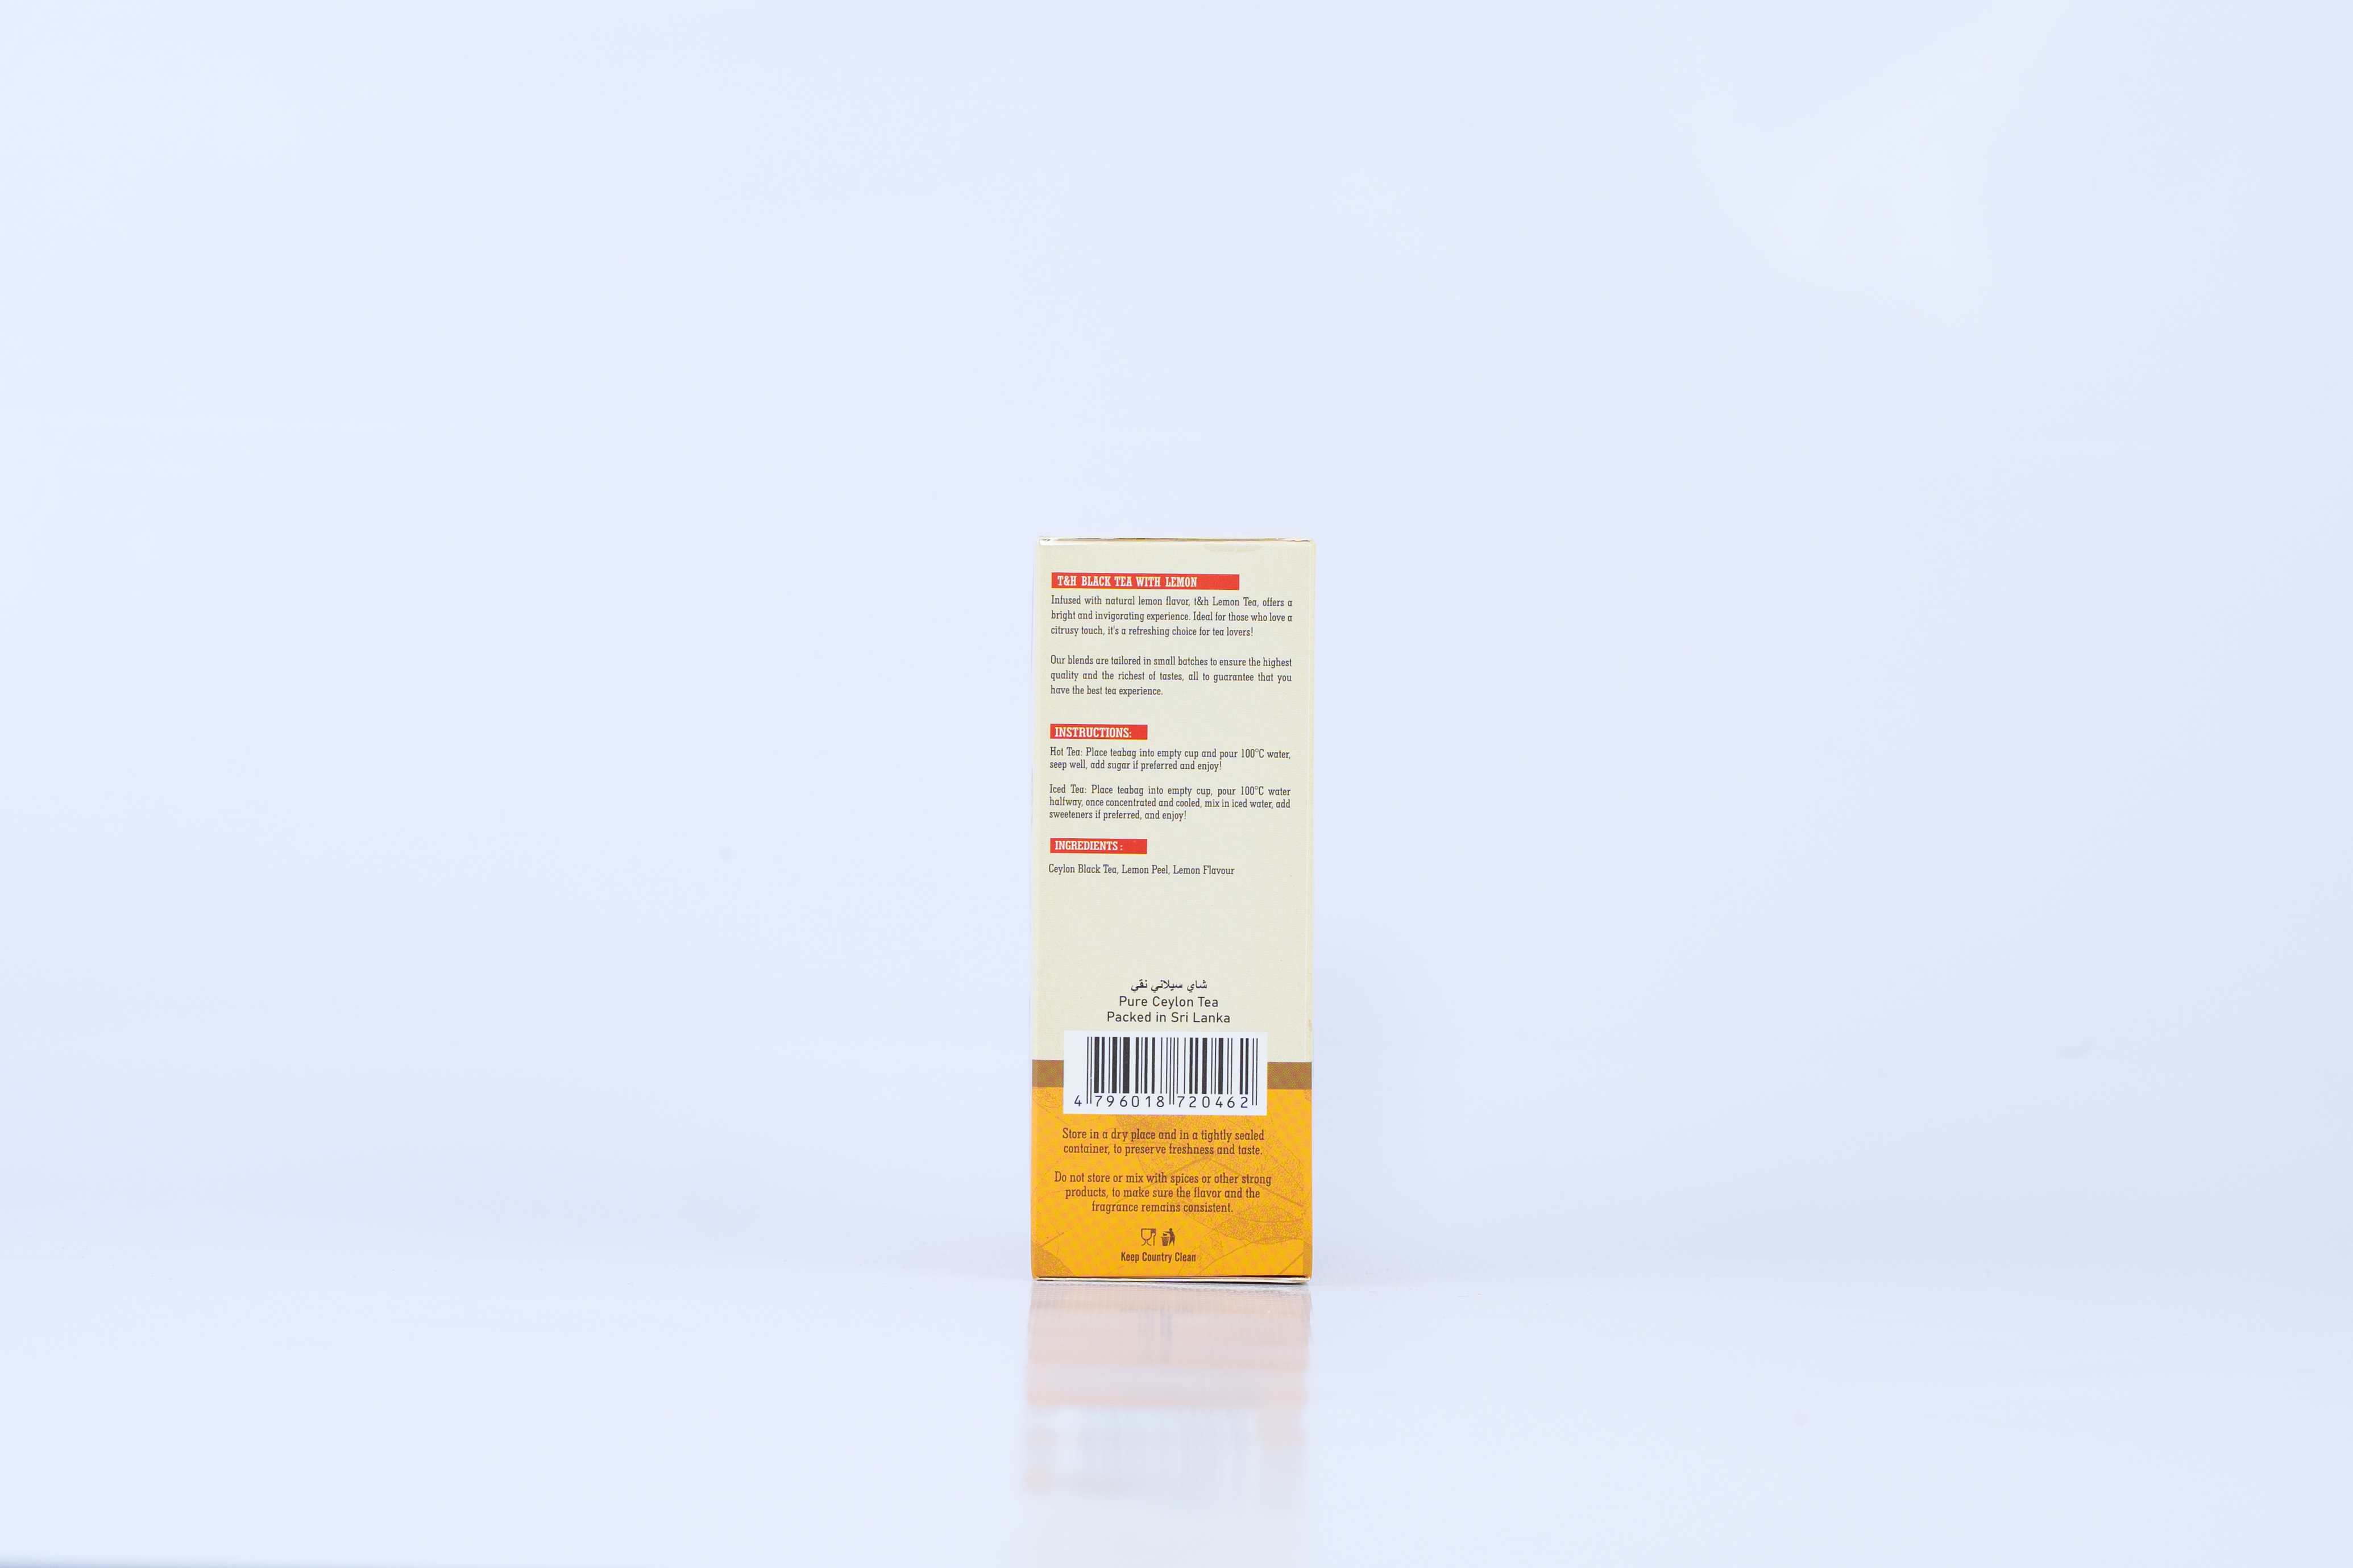 T&H BLACK TEA WITH LEMON
Infused with natural lemon flavor, t&h Lemon Tea, offers a
bright and invigorating experience. Ideal for those who love a
citrusy touch, it's a refreshing choice for tea lovers!
Our blends are tailored in small batches to ensure the highest
quality and the richest of tastes, all to guarantee that you
have the best tea experience.
INSTRUCTIONS:
Hot Tea: Place teabag into empty cup and pour 100°C water,
seep well, add sugar if preferred and enjoy!
Iced Tea: Place teabag into empty cup, pour 100°C water
halfway, once concentrated and cooled, mix in iced water, add
sweeteners if preferred, and enjoy!
INGREDIENTS :
Ceylon Black Tea, Lemon Peel, Lemon Flavour
شاي سيلاني نقي
Pure Ceylon Tea
Packed in Sri Lanka
4 796018 720462
Store in a dry place and in a tightly sealed
container, to preserve freshness and taste.
Do not store or mix with spices or other strong
products, to make sure the flavor and the
fragrance remains consistent.
Keep Country Clean